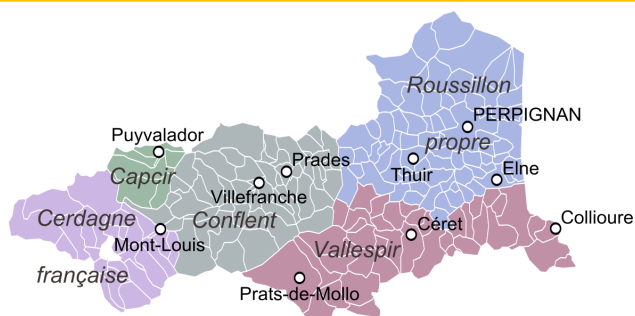 Roussillon
PERPIGNAN
Puyvalador
propre
Prades
Thuir
Elne
Capcir
Villefranche
Cerdagne
Conflent
Céret
Collioure
Mont-Louis
Vallespir
française
Prats-de-Mollo